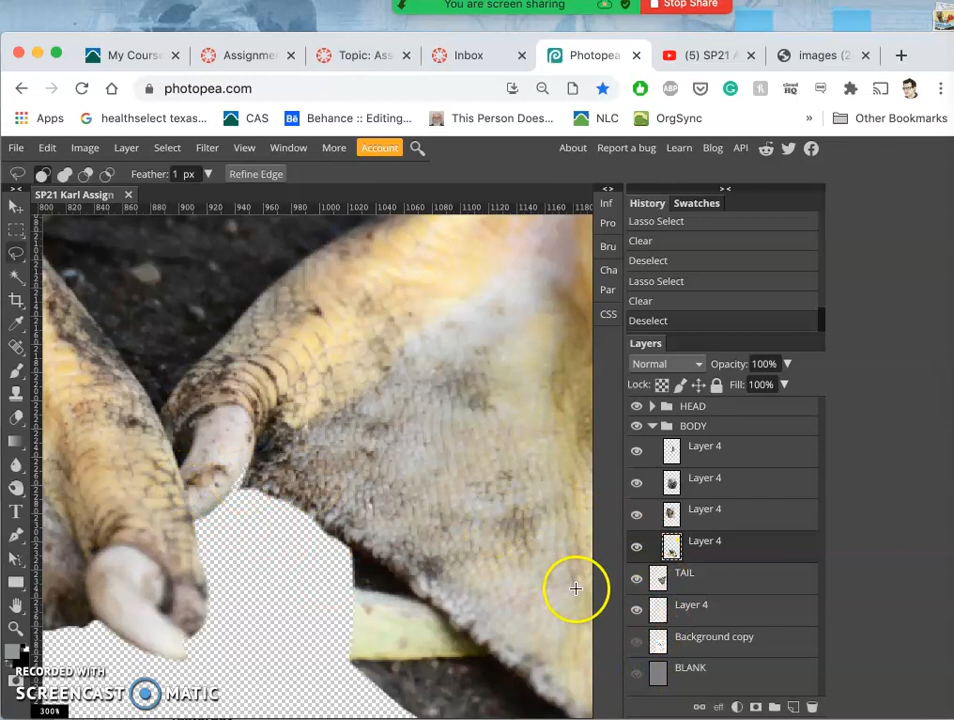 You are screen sharing Stop Share
My Cours Assignme Topic: Ass Inbox Photopea (5) SP21 A images (2
photopea.com
Apps healthselect texas... CAS Behance :: Editing... This Person Does... NLC OrgSync » Other Bookmarks
File Edit Image Layer Select Filter View Window More Account About Report a bug Learn Blog API
Feather: 1 px Refine Edge
SP21 Karl Assign
800 820 840 860 880 900 920 940 960 980 1000 1020 1040 1060 1080 1100 1120 1140 1160 1180
Inf
Pro
Bru
Cha
Par
CSS
History Swatches
Lasso Select
Clear
Deselect
Lasso Select
Clear
Deselect
Layers
Normal Opacity: 100%
Lock: Fill: 100%
HEAD
BODY
Layer 4
Layer 4
Layer 4
Layer 4
TAIL
Layer 4
Background copy
BLANK
eff
RECORDED WITH
SCREENCAST MATIC
300%